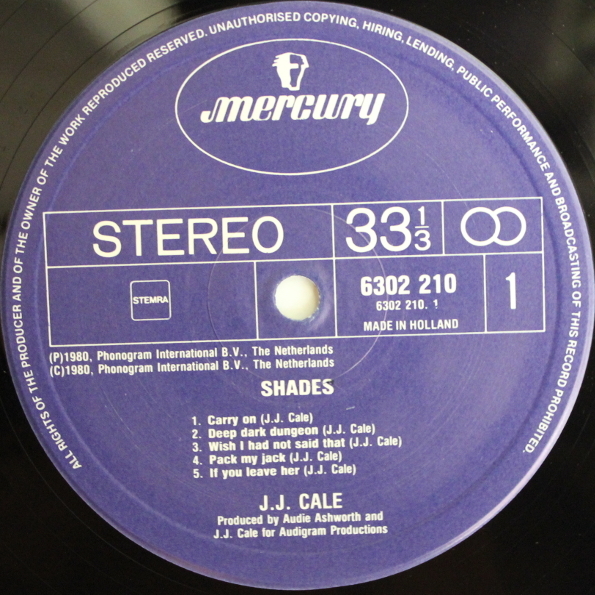 ALL RIGHTS OF THE PRODUCER AND OF THE OWNER OF THE WORK REPRODUCED RESERVED. UNAUTHORISED COPYING, HIRING, LENDING, PUBLIC PERFORMANCE AND BROADCASTING OF THIS RECORD PROHIBITED.
mercury
STEREO 33 1/3
STEMRA 6302 210 1
6302 210. 1
MADE IN HOLLAND
(P)1980, Phonogram International B.V., The Netherlands
(C)1980, Phonogram International B.V., The Netherlands
SHADES
1. Carry on (J.J. Cale)
2. Deep dark dungeon (J.J. Cale)
3. Wish I had not said that (J.J. Cale)
4. Pack my jack (J.J. Cale)
5. If you leave her (J.J. Cale)
J.J. CALE
Produced by Audie Ashworth and
J.J. Cale for Audigram Productions